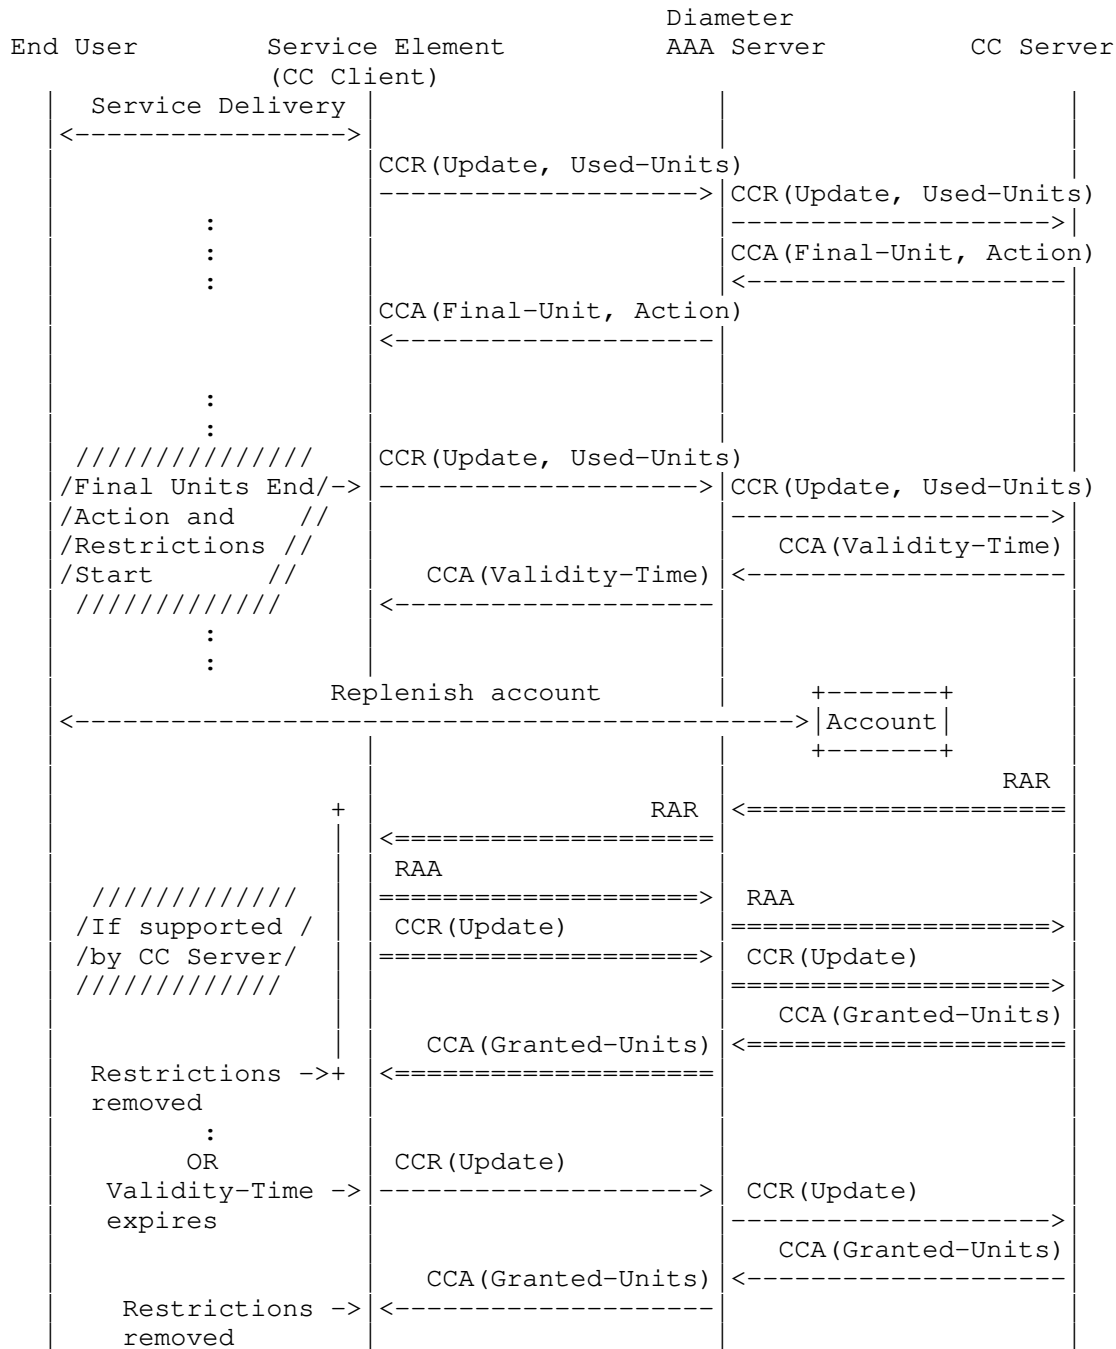 Diameter
End User Service Element AAA Server CC Server
(CC Client)
Service Delivery
CCR(Update, Used-Units)
CCR(Update, Used-Units)
:
: CCA(Final-Unit, Action)
:
CCA(Final-Unit, Action)
:
:
/////////////// CCR(Update, Used-Units)
/Final Units End/-> CCR(Update, Used-Units)
/Action and //
/Restrictions // CCA(Validity-Time)
/Start // CCA(Validity-Time)
/////////////
:
:
Replenish account +-------+
|Account|
+-------+
RAR
+ RAR
RAA
///////////// RAA
/If supported / CCR(Update)
/by CC Server/ CCR(Update)
/////////////
CCA(Granted-Units)
CCA(Granted-Units)
Restrictions ->+
removed
:
OR CCR(Update)
Validity-Time -> CCR(Update)
expires
CCA(Granted-Units)
CCA(Granted-Units)
Restrictions ->
removed